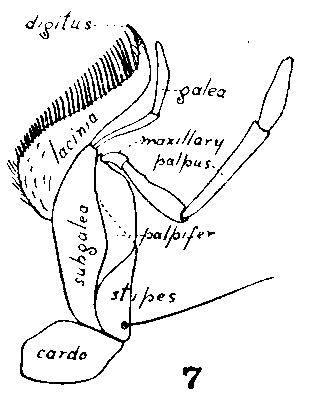 digitus
galea
lacinia
maxillary
palpus
palpifer
subgalea
stipes
cardo
7